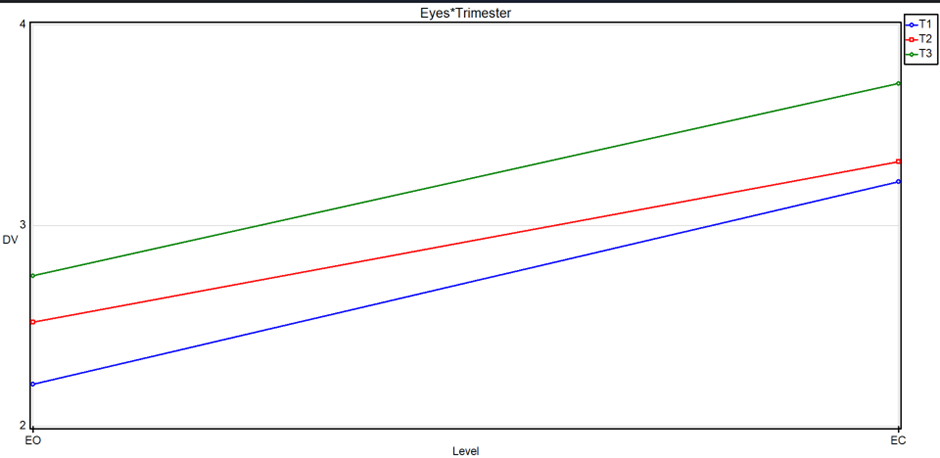 Eyes*Trimester
4
T1
T2
T3
3
DV
2
EO
EC
Level